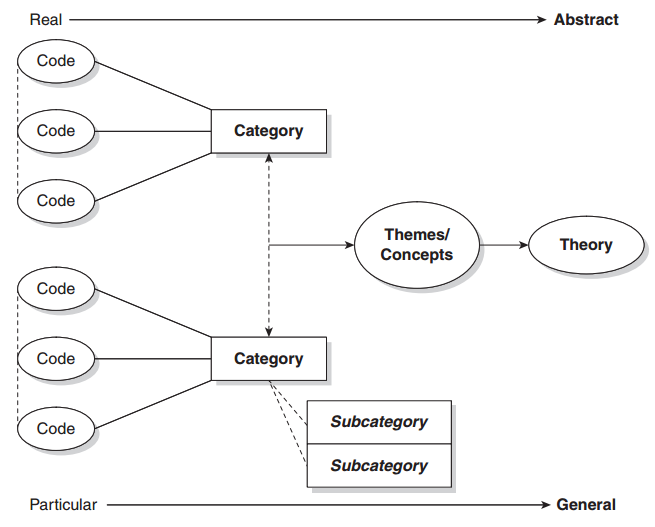 Real
Abstract
Code
Code
Category
Code
Themes/
Concepts
Theory
Code
Code
Category
Code
Subcategory
Subcategory
Particular
General